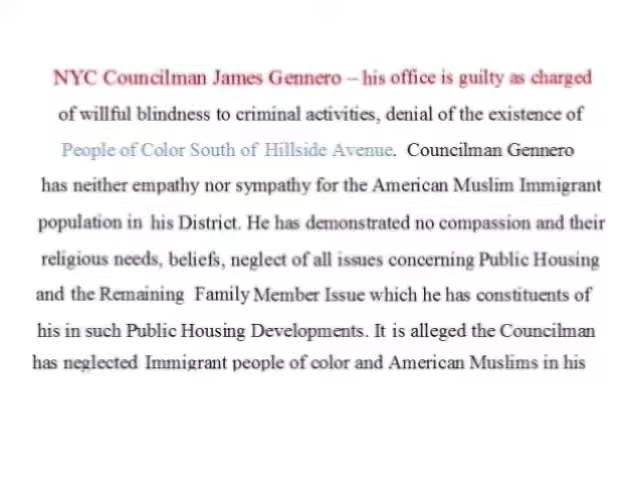 NYC Councilman James Gennero – his office is guilty as charged
of willful blindness to criminal activities, denial of the existence of
People of Color South of Hillside Avenue. Councilman Gennero
has neither empathy nor sympathy for the American Muslim Immigrant
population in his District. He has demonstrated no compassion and their
religious needs, beliefs, neglect of all issues concerning Public Housing
and the Remaining Family Member Issue which he has constituents of
his in such Public Housing Developments. It is alleged the Councilman
has neglected Immigrant people of color and American Muslims in his